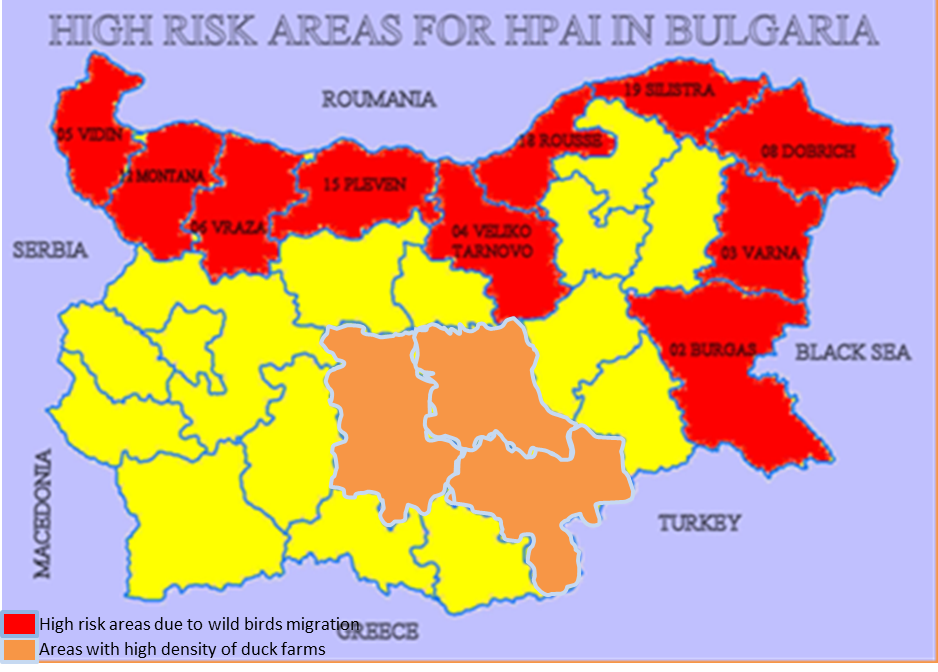 HIGH RISK AREAS FOR HPAI IN BULGARIA
ROUMANIA
19 SILISTRA
05 VIDIN
18 ROUSSE
08 DOBRICH
12 MONTANA
15 PLEVEN
06 VRAZA
04 VELIKO
TARNOVO
SERBIA
03 VARNA
02 BURGAS
BLACK SEA
MACEDONIA
TURKEY
High risk areas due to wild birds migration
GREECE
Areas with high density of duck farms